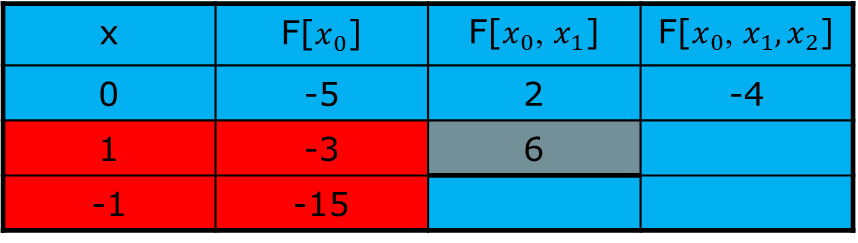 x F[x₀] F[x₀, x₁] F[x₀, x₁,x₂]
0 -5 2 -4
1 -3 6
-1 -15